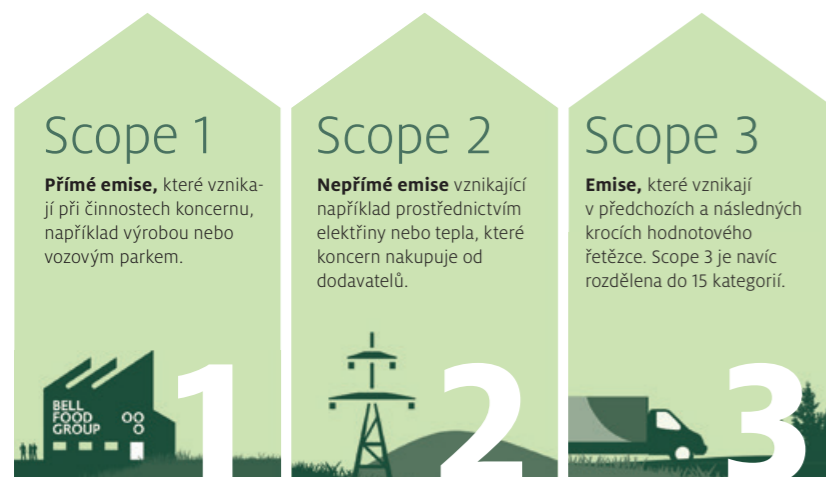 Scope 1
Přímé emise, které vznika-
jí při činnostech koncernu,
například výrobou nebo
vozovým parkem.
BELL
FOOD
GROUP
1
Scope 2
Nepřímé emise vznikající
například prostřednictvím
elektřiny nebo tepla, které
koncern nakupuje od
dodavatelů.
2
Scope 3
Emise, které vznikají
v předchozích a následných
krocích hodnotového
řetězce. Scope 3 je navíc
rozdělena do 15 kategorií.
3